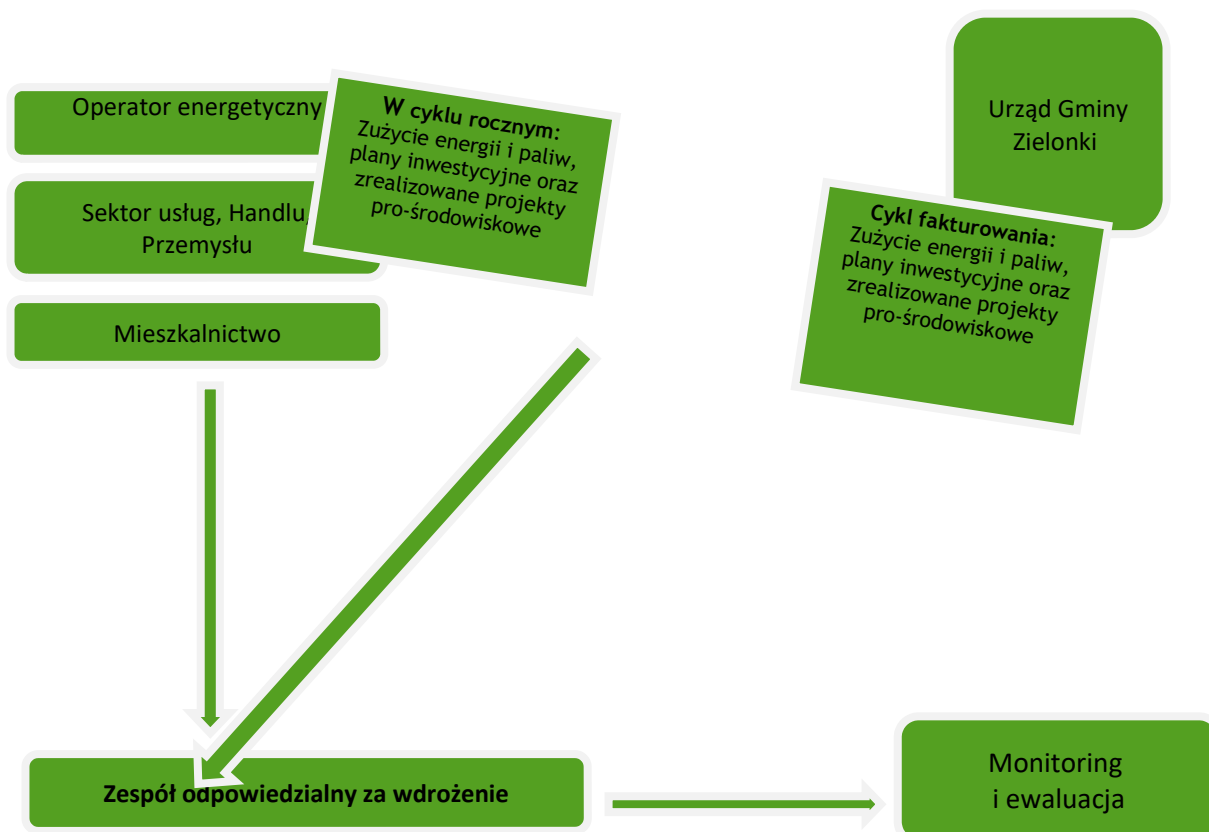 Operator energetyczny
Sektor usług, Handlu,
Przemysłu
Mieszkalnictwo
W cyklu rocznym:
Zużycie energii i paliw,
plany inwestycyjne oraz
zrealizowane projekty
pro-środowiskowe
Urząd Gminy
Zielonki
Cykl fakturowania:
Zużycie energii i paliw,
plany inwestycyjne oraz
zrealizowane projekty
pro-środowiskowe
Zespół odpowiedzialny za wdrożenie
Monitoring
i ewaluacja